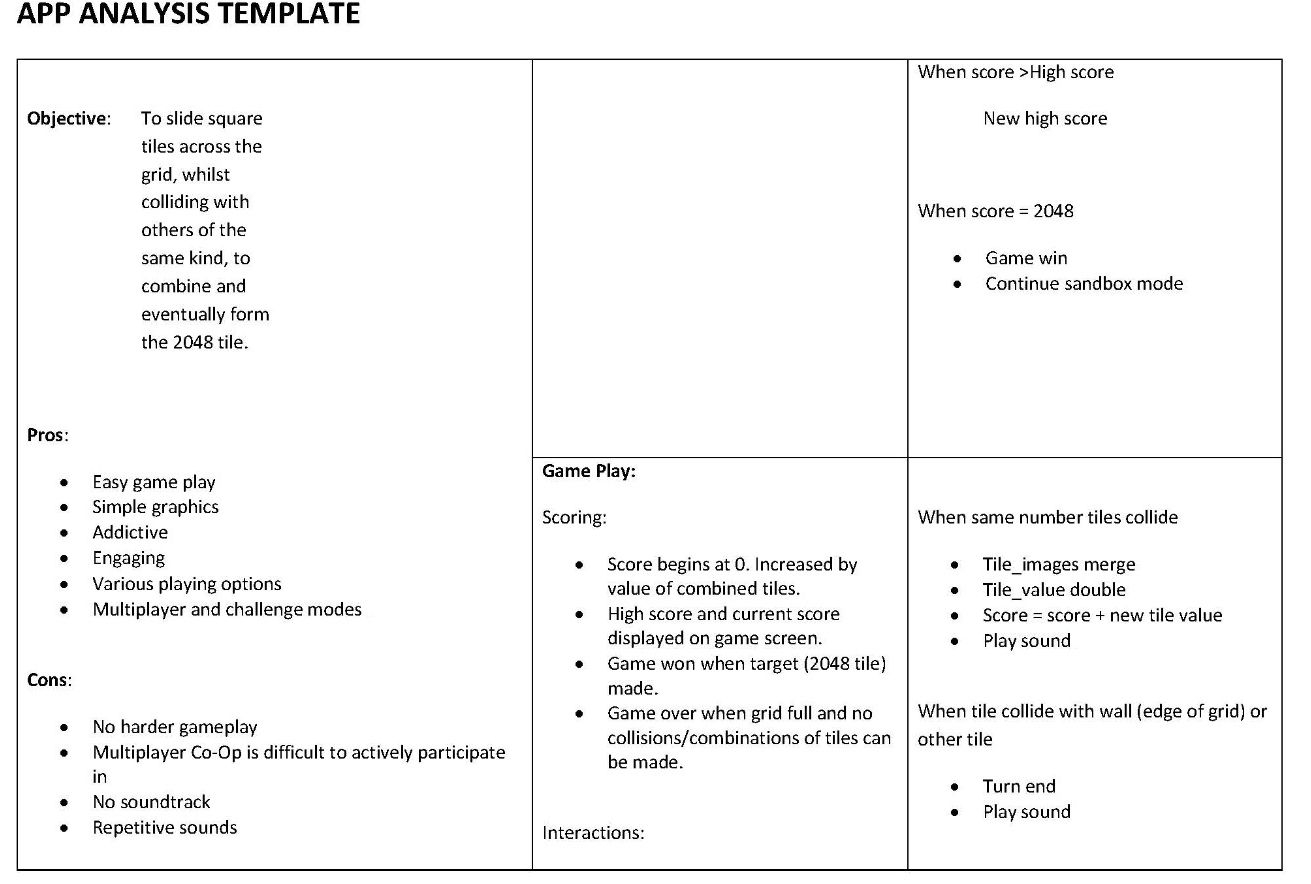 APP ANALYSIS TEMPLATE
Objective: To slide square
tiles across the
grid, whilst
colliding with
others of the
same kind, to
combine and
eventually form
the 2048 tile.
Pros:
• Easy game play
• Simple graphics
• Addictive
• Engaging
• Various playing options
• Multiplayer and challenge modes
Cons:
• No harder gameplay
• Multiplayer Co-Op is difficult to actively participate
in
• No soundtrack
• Repetitive sounds
Game Play:
Scoring:
• Score begins at 0. Increased by
value of combined tiles.
• High score and current score
displayed on game screen.
• Game won when target (2048 tile)
made.
• Game over when grid full and no
collisions/combinations of tiles can
be made.
Interactions:
When score >High score
New high score
When score = 2048
• Game win
• Continue sandbox mode
When same number tiles collide
• Tile_images merge
• Tile_value double
• Score = score + new tile value
• Play sound
When tile collide with wall (edge of grid) or
other tile
• Turn end
• Play sound